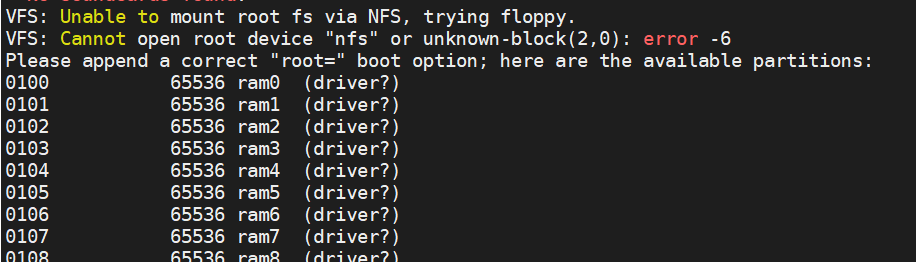 No soundcards found.
VFS: Unable to mount root fs via NFS, trying floppy.
VFS: Cannot open root device "nfs" or unknown-block(2,0): error -6
Please append a correct "root=" boot option; here are the available partitions:
0100 65536 ram0 (driver?)
0101 65536 ram1 (driver?)
0102 65536 ram2 (driver?)
0103 65536 ram3 (driver?)
0104 65536 ram4 (driver?)
0105 65536 ram5 (driver?)
0106 65536 ram6 (driver?)
0107 65536 ram7 (driver?)
0108 65536 ram8 (driver?)